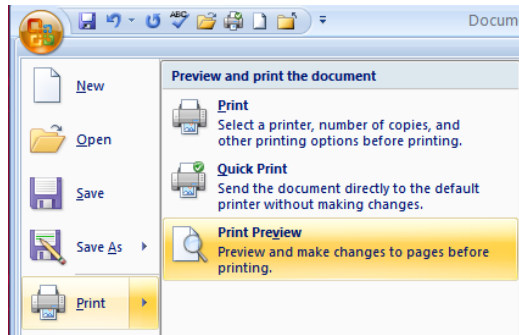 ABC
Docum
New
Open
Save
Save As
Print
Preview and print the document
Print
Select a printer, number of copies, and
other printing options before printing.
Quick Print
Send the document directly to the default
printer without making changes.
Print Preview
Preview and make changes to pages before
printing.